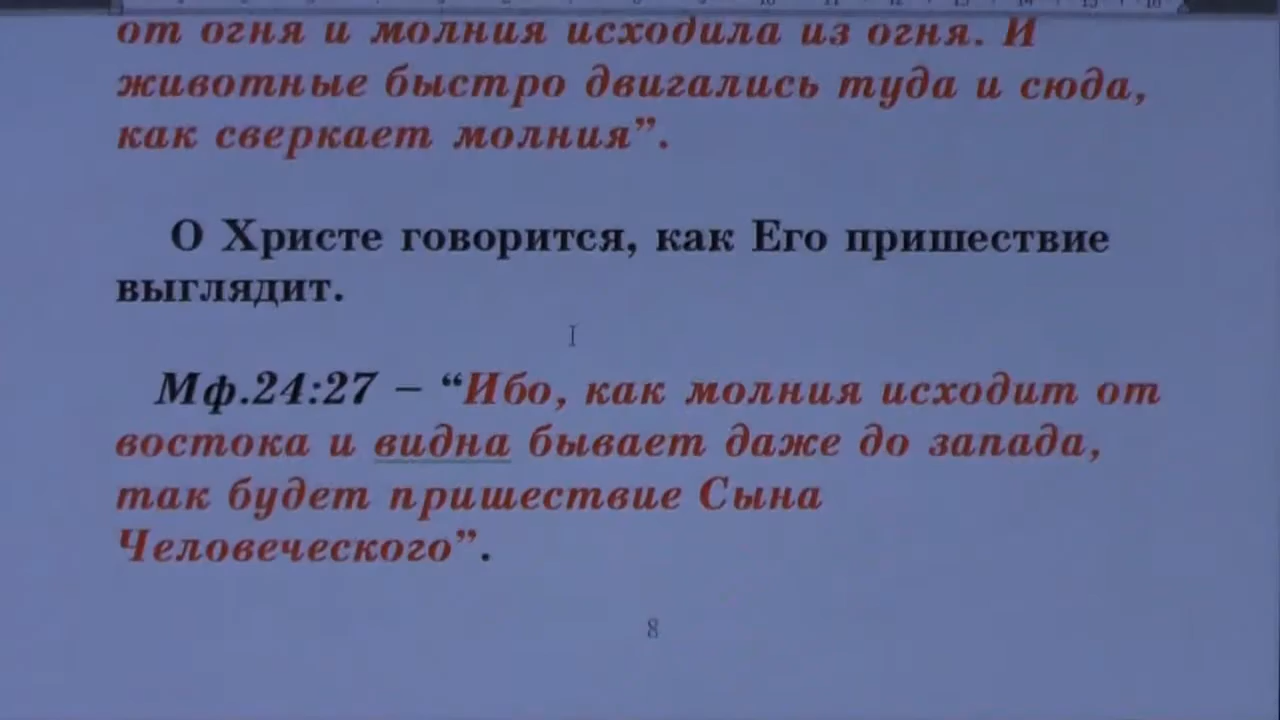 от огня и молния исходила из огня. И
животные быстро двигались туда и сюда,
как сверкает молния”.
О Христе говорится, как Его пришествие
выглядит.
Мф.24:27 – “Ибо, как молния исходит от
востока и видна бывает даже до запада,
так будет пришествие Сына
Человеческого”.
8